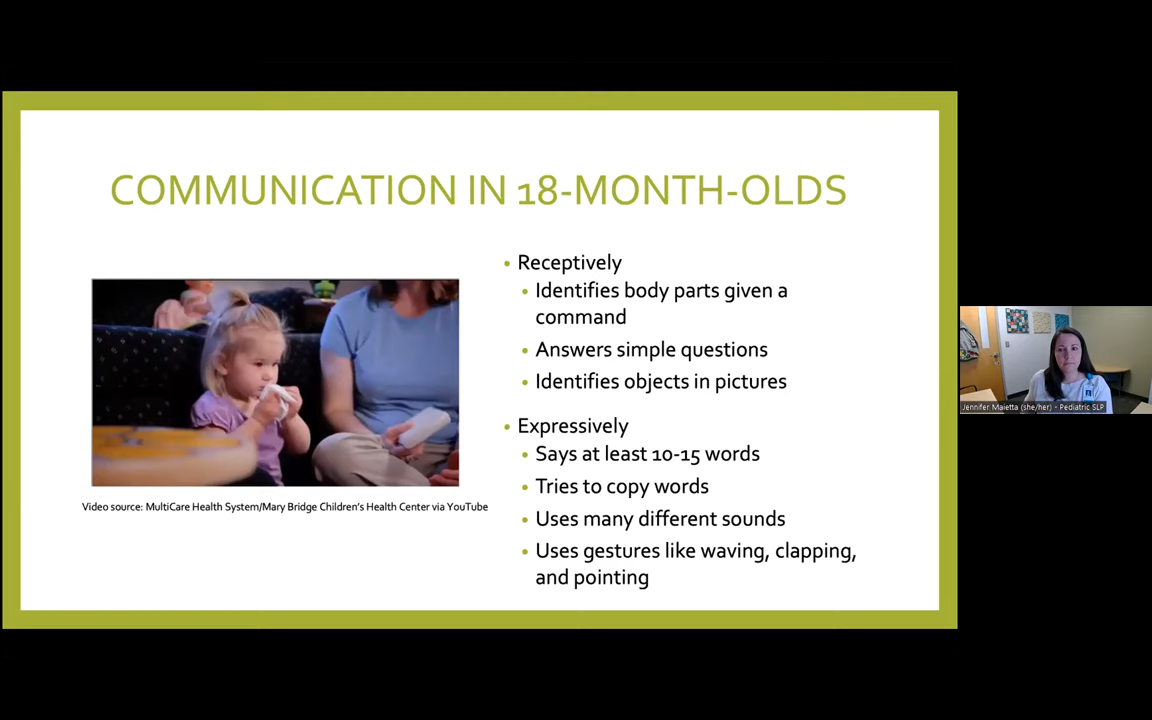 COMMUNICATION IN 18-MONTH-OLDS
Video source: MultiCare Health System/Mary Bridge Children's Health Center via YouTube
• Receptively
• Identifies body parts given a
command
• Answers simple questions
• Identifies objects in pictures
• Expressively
• Says at least 10-15 words
• Tries to copy words
• Uses many different sounds
• Uses gestures like waving, clapping,
and pointing
Jennifer Maietta (she/her) - Pediatric SLP